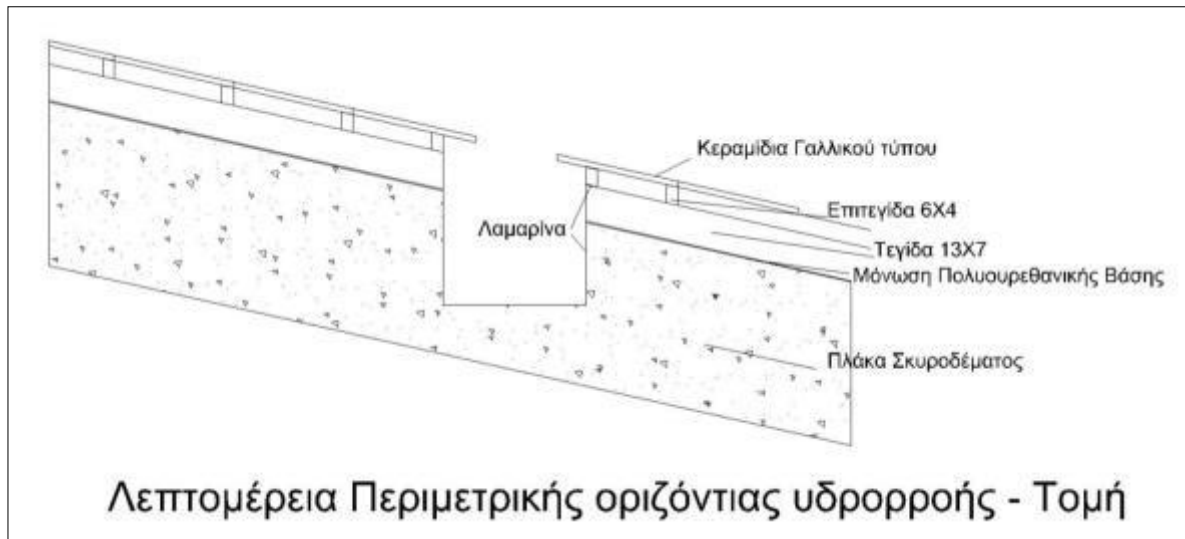 Κεραμίδια Γαλλικού τύπου
Επιτεγίδα 6Χ4
Λαμαρίνα
Τεγίδα 13Χ7
Μόνωση Πολυουρεθανικής Βάσης
Πλάκα Σκυροδέματος
Λεπτομέρεια Περιμετρικής οριζόντιας υδρορροής - Τομή